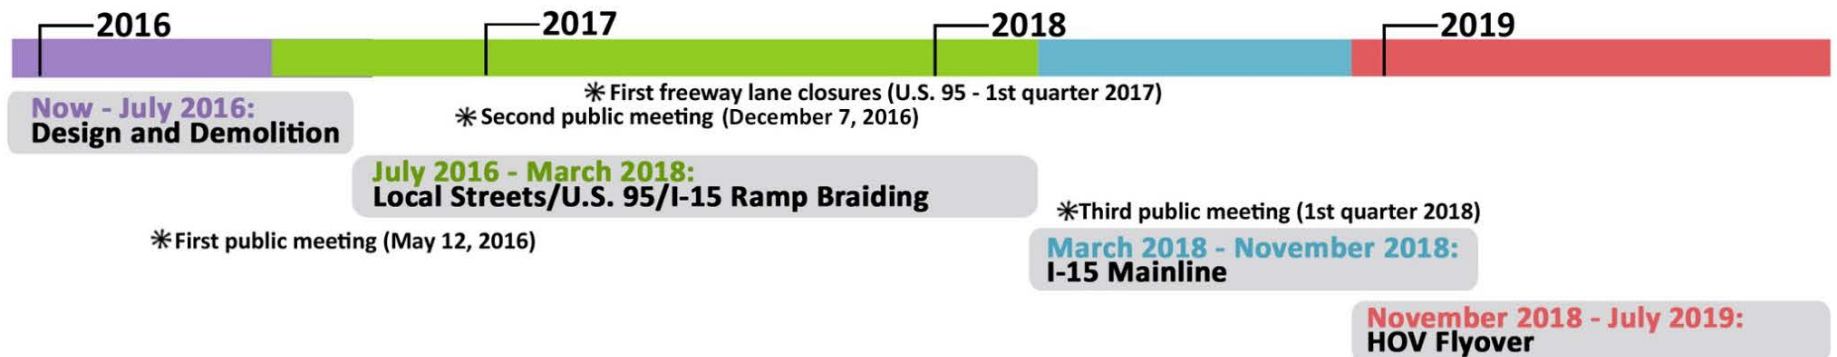 2016
2017
2018
2019
Now - July 2016:
Design and Demolition
✳First freeway lane closures (U.S. 95 - 1st quarter 2017)
✳Second public meeting (December 7, 2016)
July 2016 - March 2018:
Local Streets/U.S. 95/I-15 Ramp Braiding
✳First public meeting (May 12, 2016)
✳Third public meeting (1st quarter 2018)
March 2018 - November 2018:
I-15 Mainline
November 2018 - July 2019:
HOV Flyover